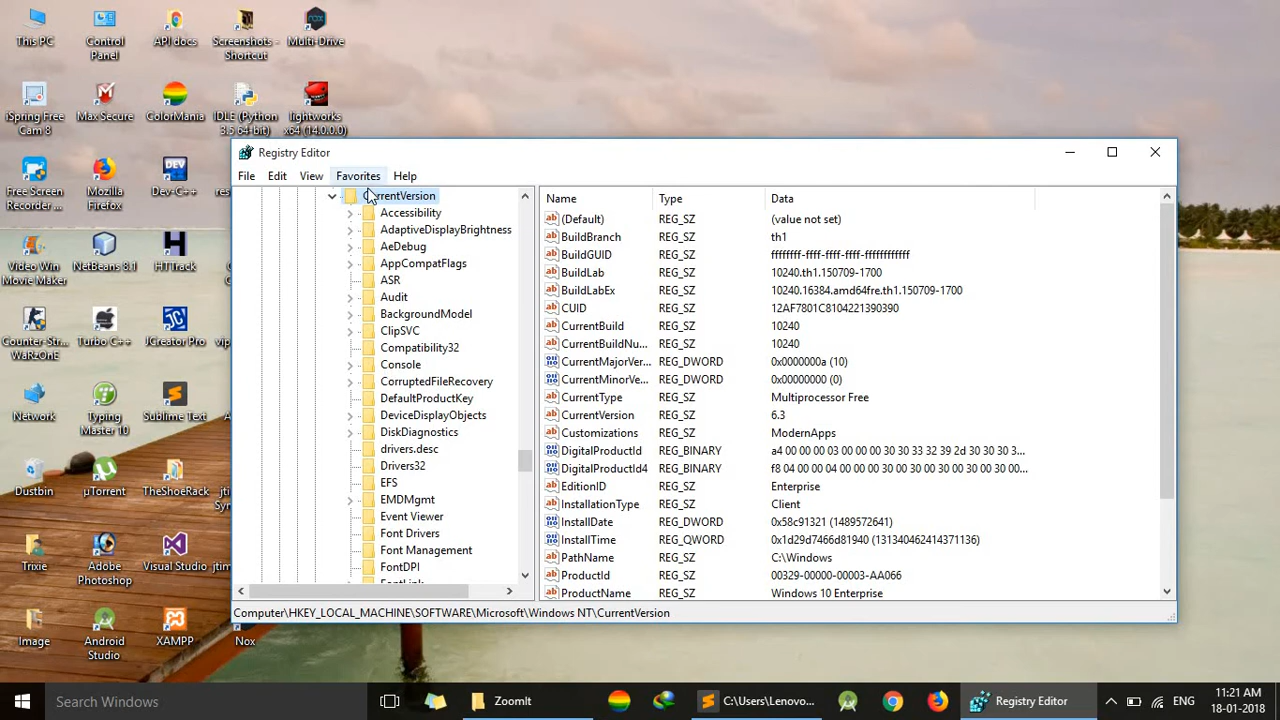 This PC
Control Panel
API docs
Screenshots - Shortcut
Multi-Drive
iSpring Free Cam 8
Max Secure
ColorMania
IDLE (Python 3.5 64-bit)
lightworks x64 (14.0.0.0)
Free Screen Recorder ...
Mozilla Firefox
Dev-C++
Video Win Movie Maker
NetBeans 8.1
HTTrack
Counter-Str... WaRzOnE
Turbo C++
JCreator Pro
Network
Typing Master 10
Sublime Text
Dustbin
µTorrent
TheShoeRack
Trixie
Adobe Photoshop
Visual Studio
Image
Android Studio
XAMPP
Nox
Registry Editor
File Edit View Favorites Help
CurrentVersion
Accessibility
AdaptiveDisplayBrightness
AeDebug
AppCompatFlags
ASR
Audit
BackgroundModel
ClipSVC
Compatibility32
Console
CorruptedFileRecovery
DefaultProductKey
DeviceDisplayObjects
DiskDiagnostics
drivers.desc
Drivers32
EFS
EMDMgmt
Event Viewer
Font Drivers
Font Management
FontDPI
FontLink
Name Type Data
(Default) REG_SZ (value not set)
BuildBranch REG_SZ th1
BuildGUID REG_SZ ffffffff-ffff-ffff-ffff-ffffffffffff
BuildLab REG_SZ 10240.th1.150709-1700
BuildLabEx REG_SZ 10240.16384.amd64fre.th1.150709-1700
CUID REG_SZ 12AF7801C8104221390390
CurrentBuild REG_SZ 10240
CurrentBuildNu... REG_SZ 10240
CurrentMajorVer... REG_DWORD 0x0000000a (10)
CurrentMinorVe... REG_DWORD 0x00000000 (0)
CurrentType REG_SZ Multiprocessor Free
CurrentVersion REG_SZ 6.3
Customizations REG_SZ ModernApps
DigitalProductId REG_BINARY a4 00 00 00 03 00 00 00 30 30 33 32 39 2d 30 30 30 3...
DigitalProductId4 REG_BINARY f8 04 00 00 04 00 00 00 30 00 30 00 30 00 30 00 30 00...
EditionID REG_SZ Enterprise
InstallationType REG_SZ Client
InstallDate REG_DWORD 0x58c91321 (1489572641)
InstallTime REG_QWORD 0x1d29d7466d81940 (131340462414371136)
PathName REG_SZ C:\Windows
ProductId REG_SZ 00329-00000-00003-AA066
ProductName REG_SZ Windows 10 Enterprise
Computer\HKEY_LOCAL_MACHINE\SOFTWARE\Microsoft\Windows NT\CurrentVersion
Search Windows
ZoomIt
C:\Users\Lenovo...
Registry Editor
ENG
11:21 AM
18-01-2018